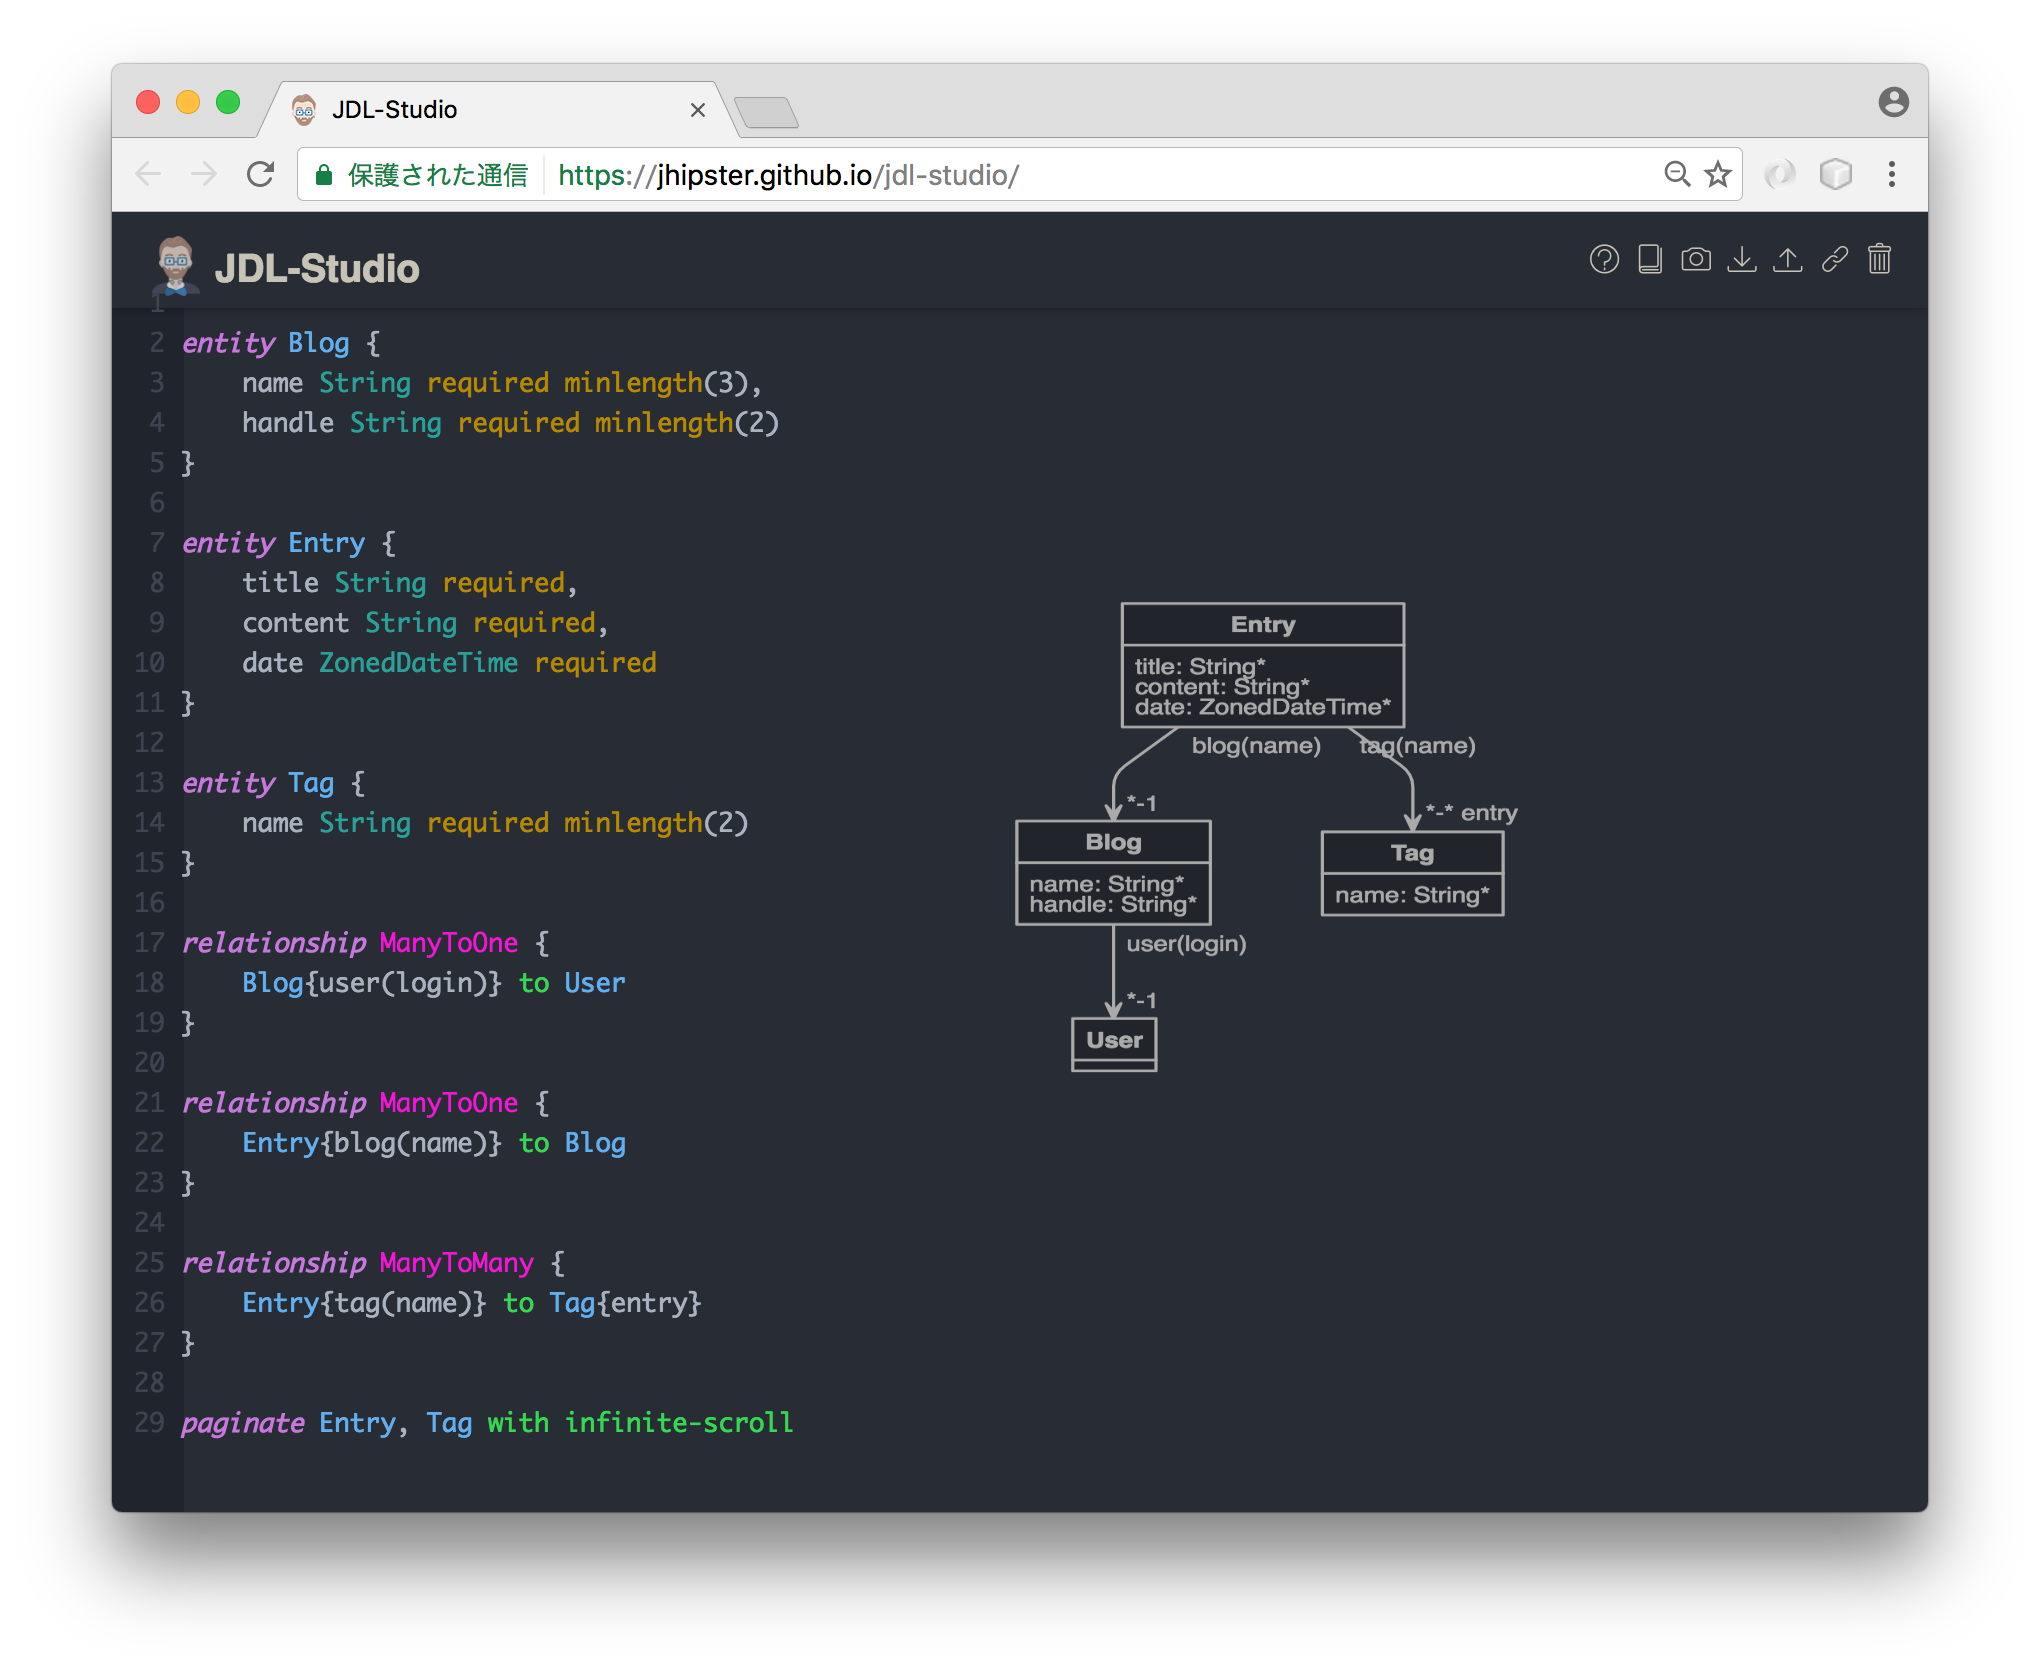 JDL-Studio
保護された通信 https://jhipster.github.io/jdl-studio/
JDL-Studio
1
2 entity Blog {
3 name String required minlength(3),
4 handle String required minlength(2)
5 }
6
7 entity Entry {
8 title String required,
9 content String required,
10 date ZonedDateTime required
11 }
12
13 entity Tag {
14 name String required minlength(2)
15 }
16
17 relationship ManyToOne {
18 Blog{user(login)} to User
19 }
20
21 relationship ManyToOne {
22 Entry{blog(name)} to Blog
23 }
24
25 relationship ManyToMany {
26 Entry{tag(name)} to Tag{entry}
27 }
28
29 paginate Entry, Tag with infinite-scroll
Entry
title: String*
content: String*
date: ZonedDateTime*
blog(name) tag(name)
*-1
*-* entry
Blog
name: String*
handle: String*
Tag
name: String*
user(login)
*-1
User